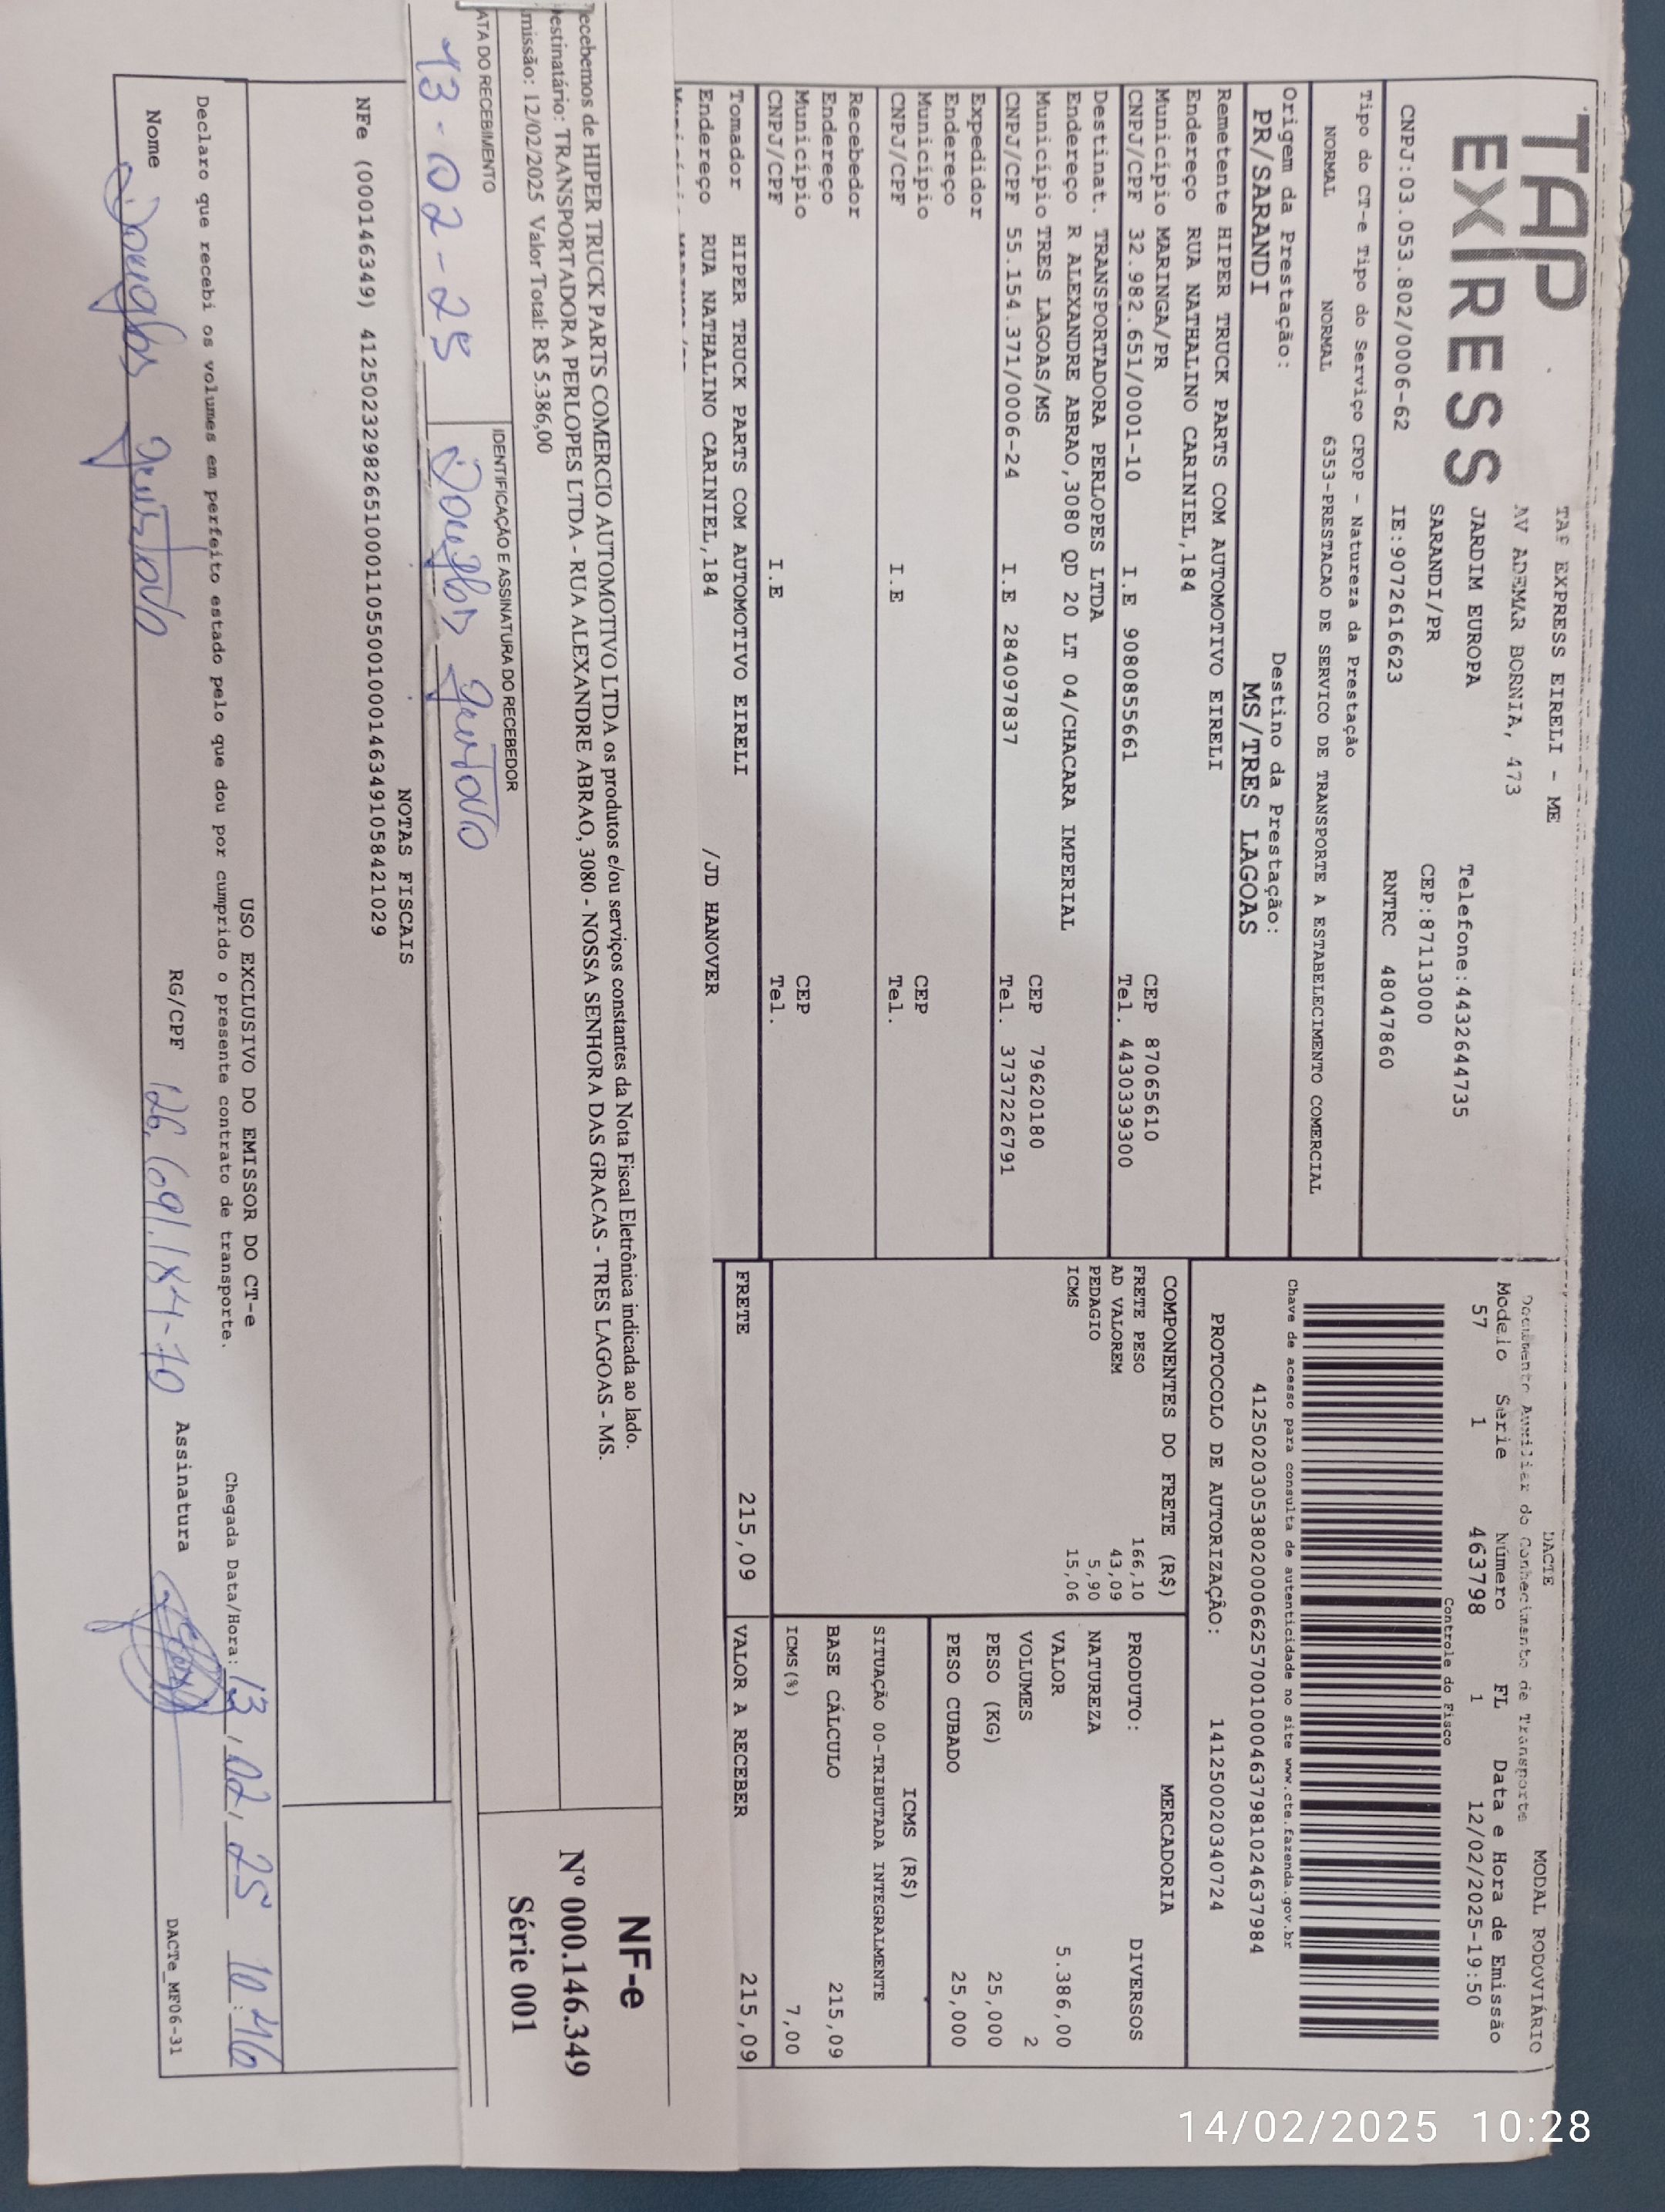 TAP
EXPRESS
TAP EXPRESS EIRELI - ME
AV ADEMAR BORNIA, 473
JARDIM EUROPA
SARANDI/PR
Telefone:4432644735
CEP:87113000
CNPJ:03.053.802/0006-62 IE:9072616623 RNTRC 48047860
DACTE
Documento Auxiliar do Conhecimento de Transporte
MODAL RODOVIÁRIO
Modelo Série Número FL Data e Hora de Emissão
57 1 463798 1 12/02/2025-19:50
Controle do Fisco
Chave de acesso para consulta de autenticidade no site www.cte.fazenda.gov.br
41250203053802000662570010004637981024637984
PROTOCOLO DE AUTORIZAÇÃO: 141250020340724
Tipo do CT-e Tipo do Serviço CFOP - Natureza da Prestação
NORMAL NORMAL 6353-PRESTACAO DE SERVICO DE TRANSPORTE A ESTABELECIMENTO COMERCIAL
Origem da Prestação: Destino da Prestação:
PR/SARANDI MS/TRES LAGOAS
Remetente HIPER TRUCK PARTS COM AUTOMOTIVO EIRELI
Endereço RUA NATHALINO CARINIEL,184
Município MARINGA/PR CEP 87065610
CNPJ/CPF 32.982.651/0001-10 I.E 9080855661 Tel. 4430339300
Destinat. TRANSPORTADORA PERLOPES LTDA
Endereço R ALEXANDRE ABRAO,3080 QD 20 LT 04/CHACARA IMPERIAL
Município TRES LAGOAS/MS CEP 79620180
CNPJ/CPF 55.154.371/0006-24 I.E 284097837 Tel. 3737226791
Expedidor
Endereço
Município CEP
CNPJ/CPF I.E Tel.
Recebedor
Endereço
Município CEP
CNPJ/CPF I.E Tel.
Tomador HIPER TRUCK PARTS COM AUTOMOTIVO EIRELI
Endereço RUA NATHALINO CARINIEL,184 /JD HANOVER
COMPONENTES DO FRETE (R$)
FRETE PESO 166,10
AD VALOREM 43,09
PEDAGIO 5,90
ICMS 15,06
MERCADORIA
PRODUTO: DIVERSOS
NATUREZA
VALOR 5.386,00
VOLUMES 2
PESO (KG) 25,000
PESO CUBADO 25,000
ICMS (R$)
SITUAÇÃO 00-TRIBUTADA INTEGRALMENTE
BASE CÁLCULO 215,09
ICMS(%) 7,00
FRETE 215,09 VALOR A RECEBER 215,09
ecebemos de HIPER TRUCK PARTS COMERCIO AUTOMOTIVO LTDA os produtos e/ou serviços constantes da Nota Fiscal Eletrônica indicada ao lado.
estinatário: TRANSPORTADORA PERLOPES LTDA - RUA ALEXANDRE ABRAO, 3080 - NOSSA SENHORA DAS GRACAS - TRES LAGOAS - MS.
missão: 12/02/2025 Valor Total: R$ 5.386,00
ATA DO RECEBIMENTO IDENTIFICAÇÃO E ASSINATURA DO RECEBEDOR
13-02-25 Douglas Gustavo
NF-e
Nº 000.146.349
Série 001
NOTAS FISCAIS
NFe (000146349) 41250232982651000110550010001463491058421029
USO EXCLUSIVO DO EMISSOR DO CT-e
Declaro que recebi os volumes em perfeito estado pelo que dou por cumprido o presente contrato de transporte. Chegada Data/Hora: 13/02/25 10:46
Nome Douglas Gustavo RG/CPF Assinatura
DACTe_MF06-31
14/02/2025 10:28